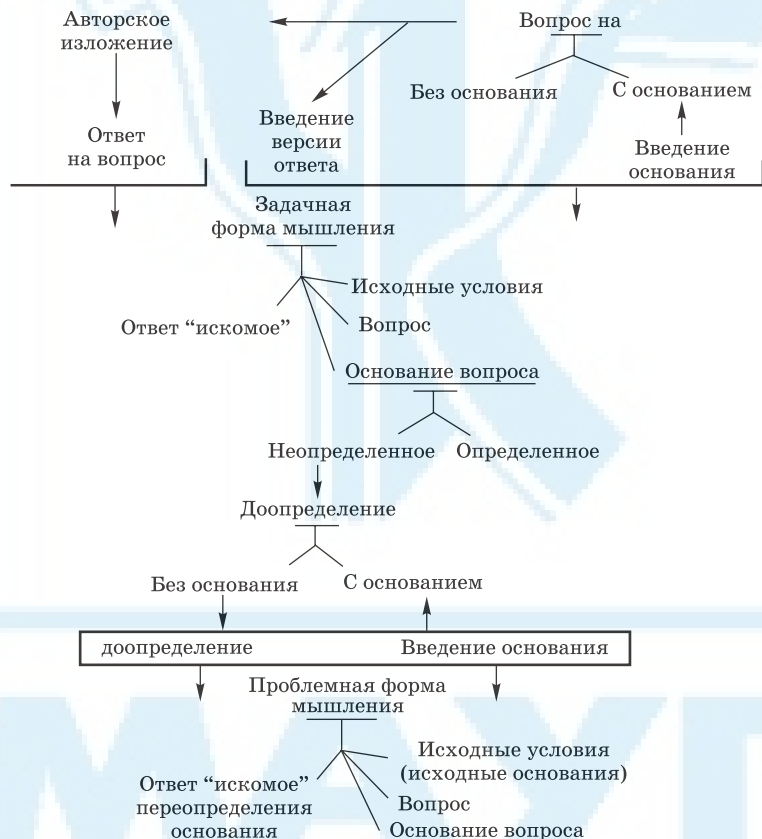 Авторское
изложение
Вопрос на
Без основания
С основанием
Введение
версии
ответа
Ответ
на вопрос
Введение
основания
Задачная
форма мышления
Исходные условия
Ответ “искомое”
Вопрос
Основание вопроса
Неопределенное
Определенное
Доопределение
Без основания
С основанием
доопределение
Введение основания
Проблемная форма
мышления
Исходные условия
(исходные основания)
Ответ “искомое”
переопределения
основания
Вопрос
Основание вопроса